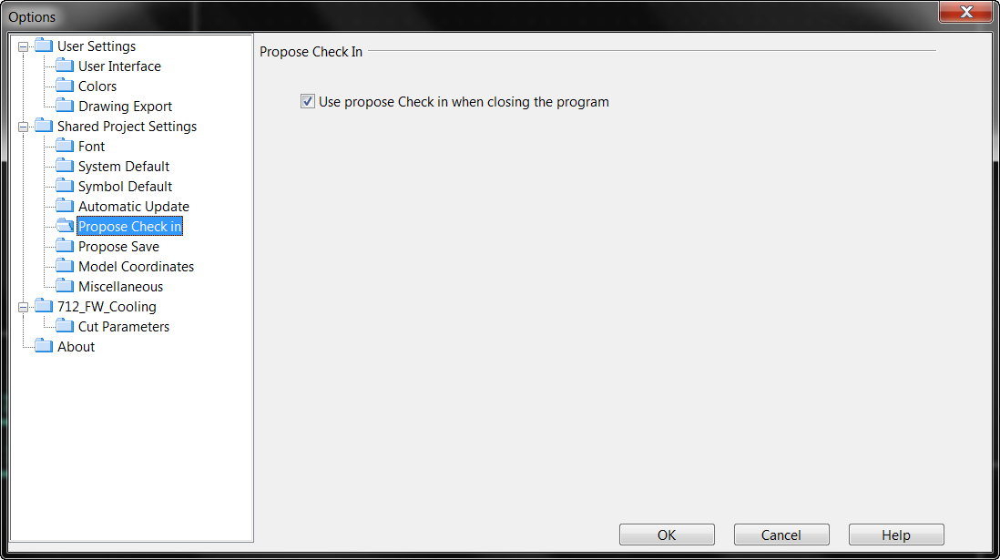 Options
User Settings
User Interface
Colors
Drawing Export
Shared Project Settings
Font
System Default
Symbol Default
Automatic Update
Propose Check in
Propose Save
Model Coordinates
Miscellaneous
712_FW_Cooling
Cut Parameters
About
Propose Check In
Use propose Check in when closing the program
OK Cancel Help